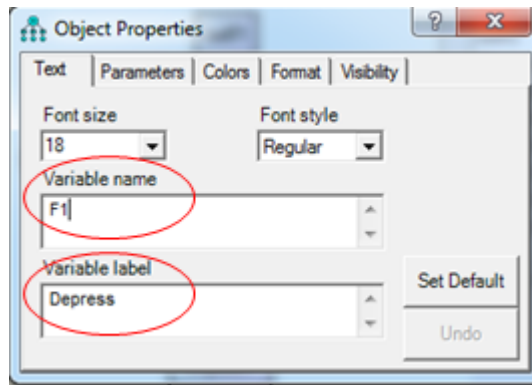 Object Properties
? X
Text Parameters Colors Format Visibility
Font size Font style
18 Regular
Variable name
F1
Variable label
Depress
Set Default
Undo